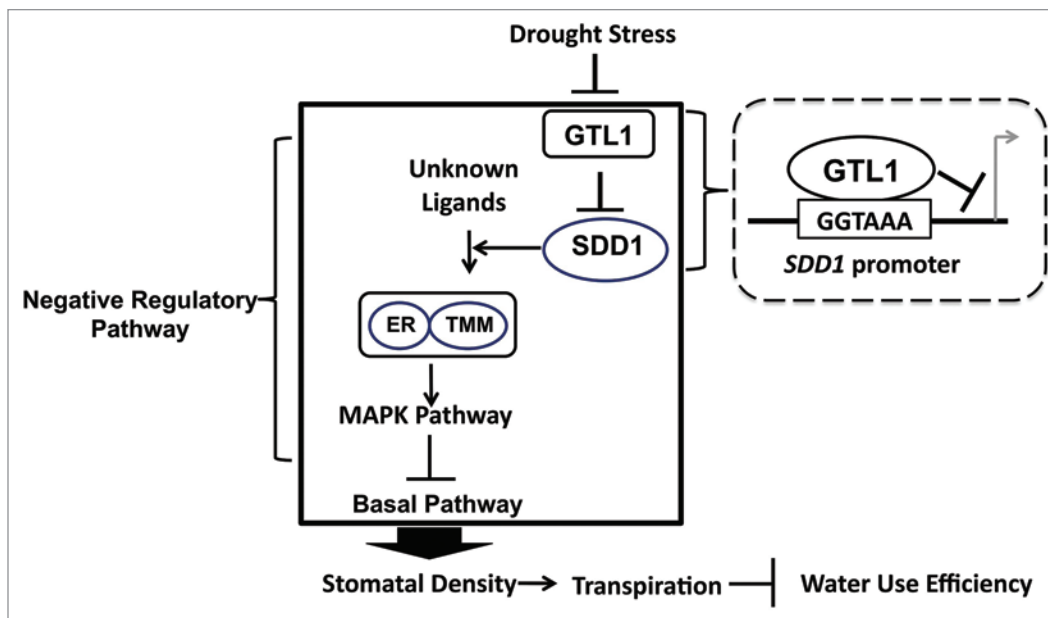 Drought Stress
GTL1
Unknown
Ligands
SDD1
ER
TMM
MAPK Pathway
Basal Pathway
Negative Regulatory
Pathway
GTL1
GGTAAA
SDD1 promoter
Stomatal Density
Transpiration
Water Use Efficiency